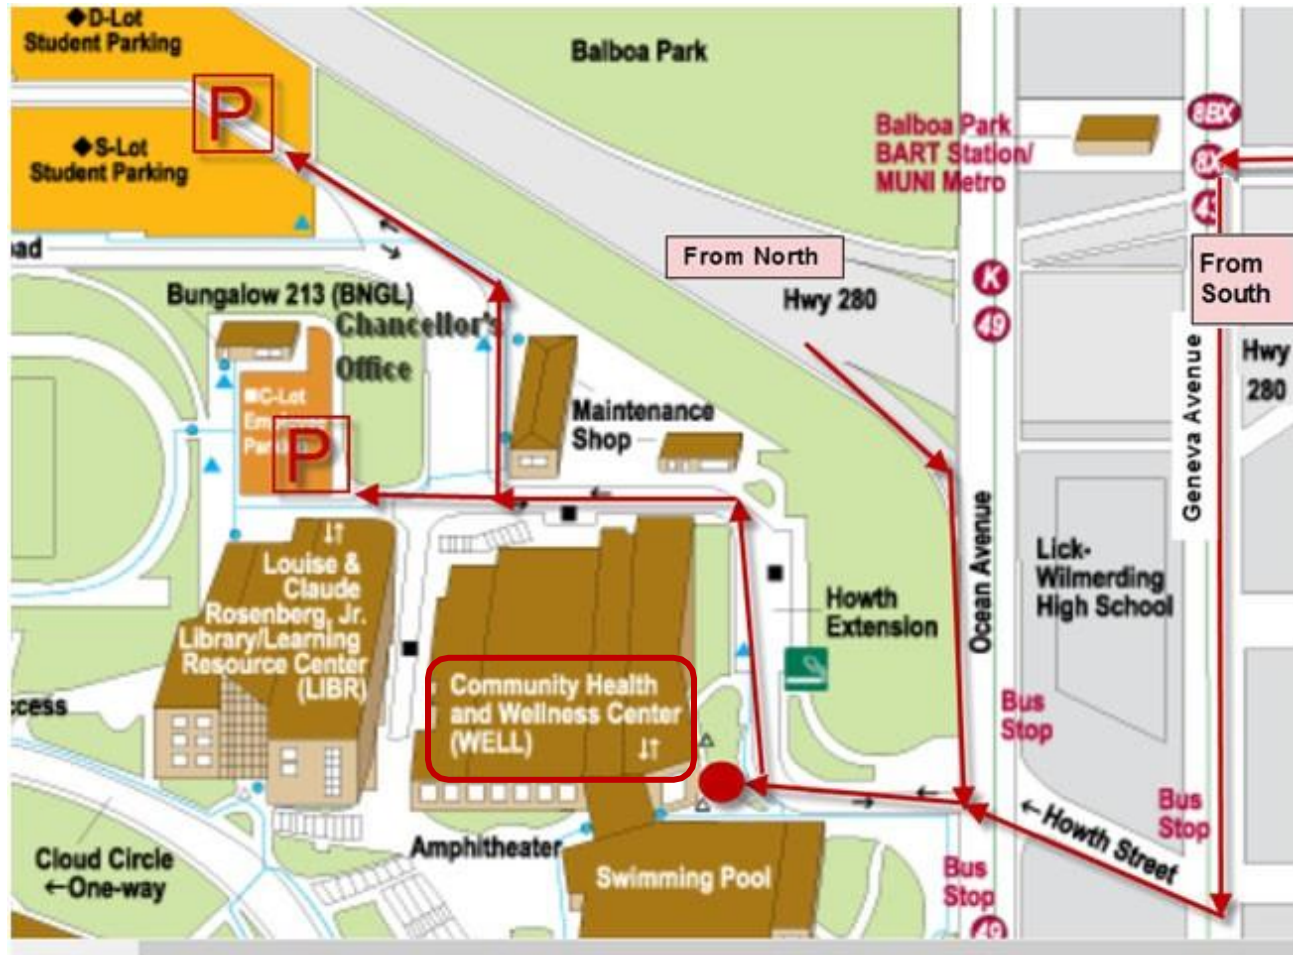 ◆D-Lot
Student Parking
P
◆S-Lot
Student Parking
Balboa Park
Balboa Park
BART Station/
MUNI Metro
8BX
8X
43
From North
Hwy 280
K
49
From
South
Hwy
280
Geneva Avenue
Bungalow 213 (BNGL)
Chancellor's
Office
■C-Lot
Employee
Parking
P
Maintenance
Shop
Louise &
Claude
Rosenberg, Jr.
Library/Learning
Resource Center
(LIBR)
Community Health
and Wellness Center
(WELL)
Howth
Extension
Ocean Avenue
Lick-
Wilmerding
High School
Bus
Stop
Bus
Stop
←Howth Street
Bus
Stop
49
Amphitheater
Swimming Pool
Cloud Circle
←One-way